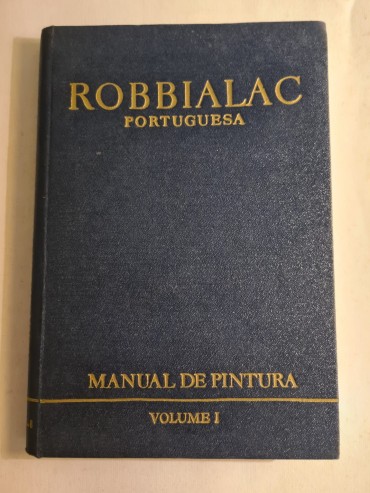 ROBBIALAC
PORTUGUESA
MANUAL DE PINTURA
VOLUME I